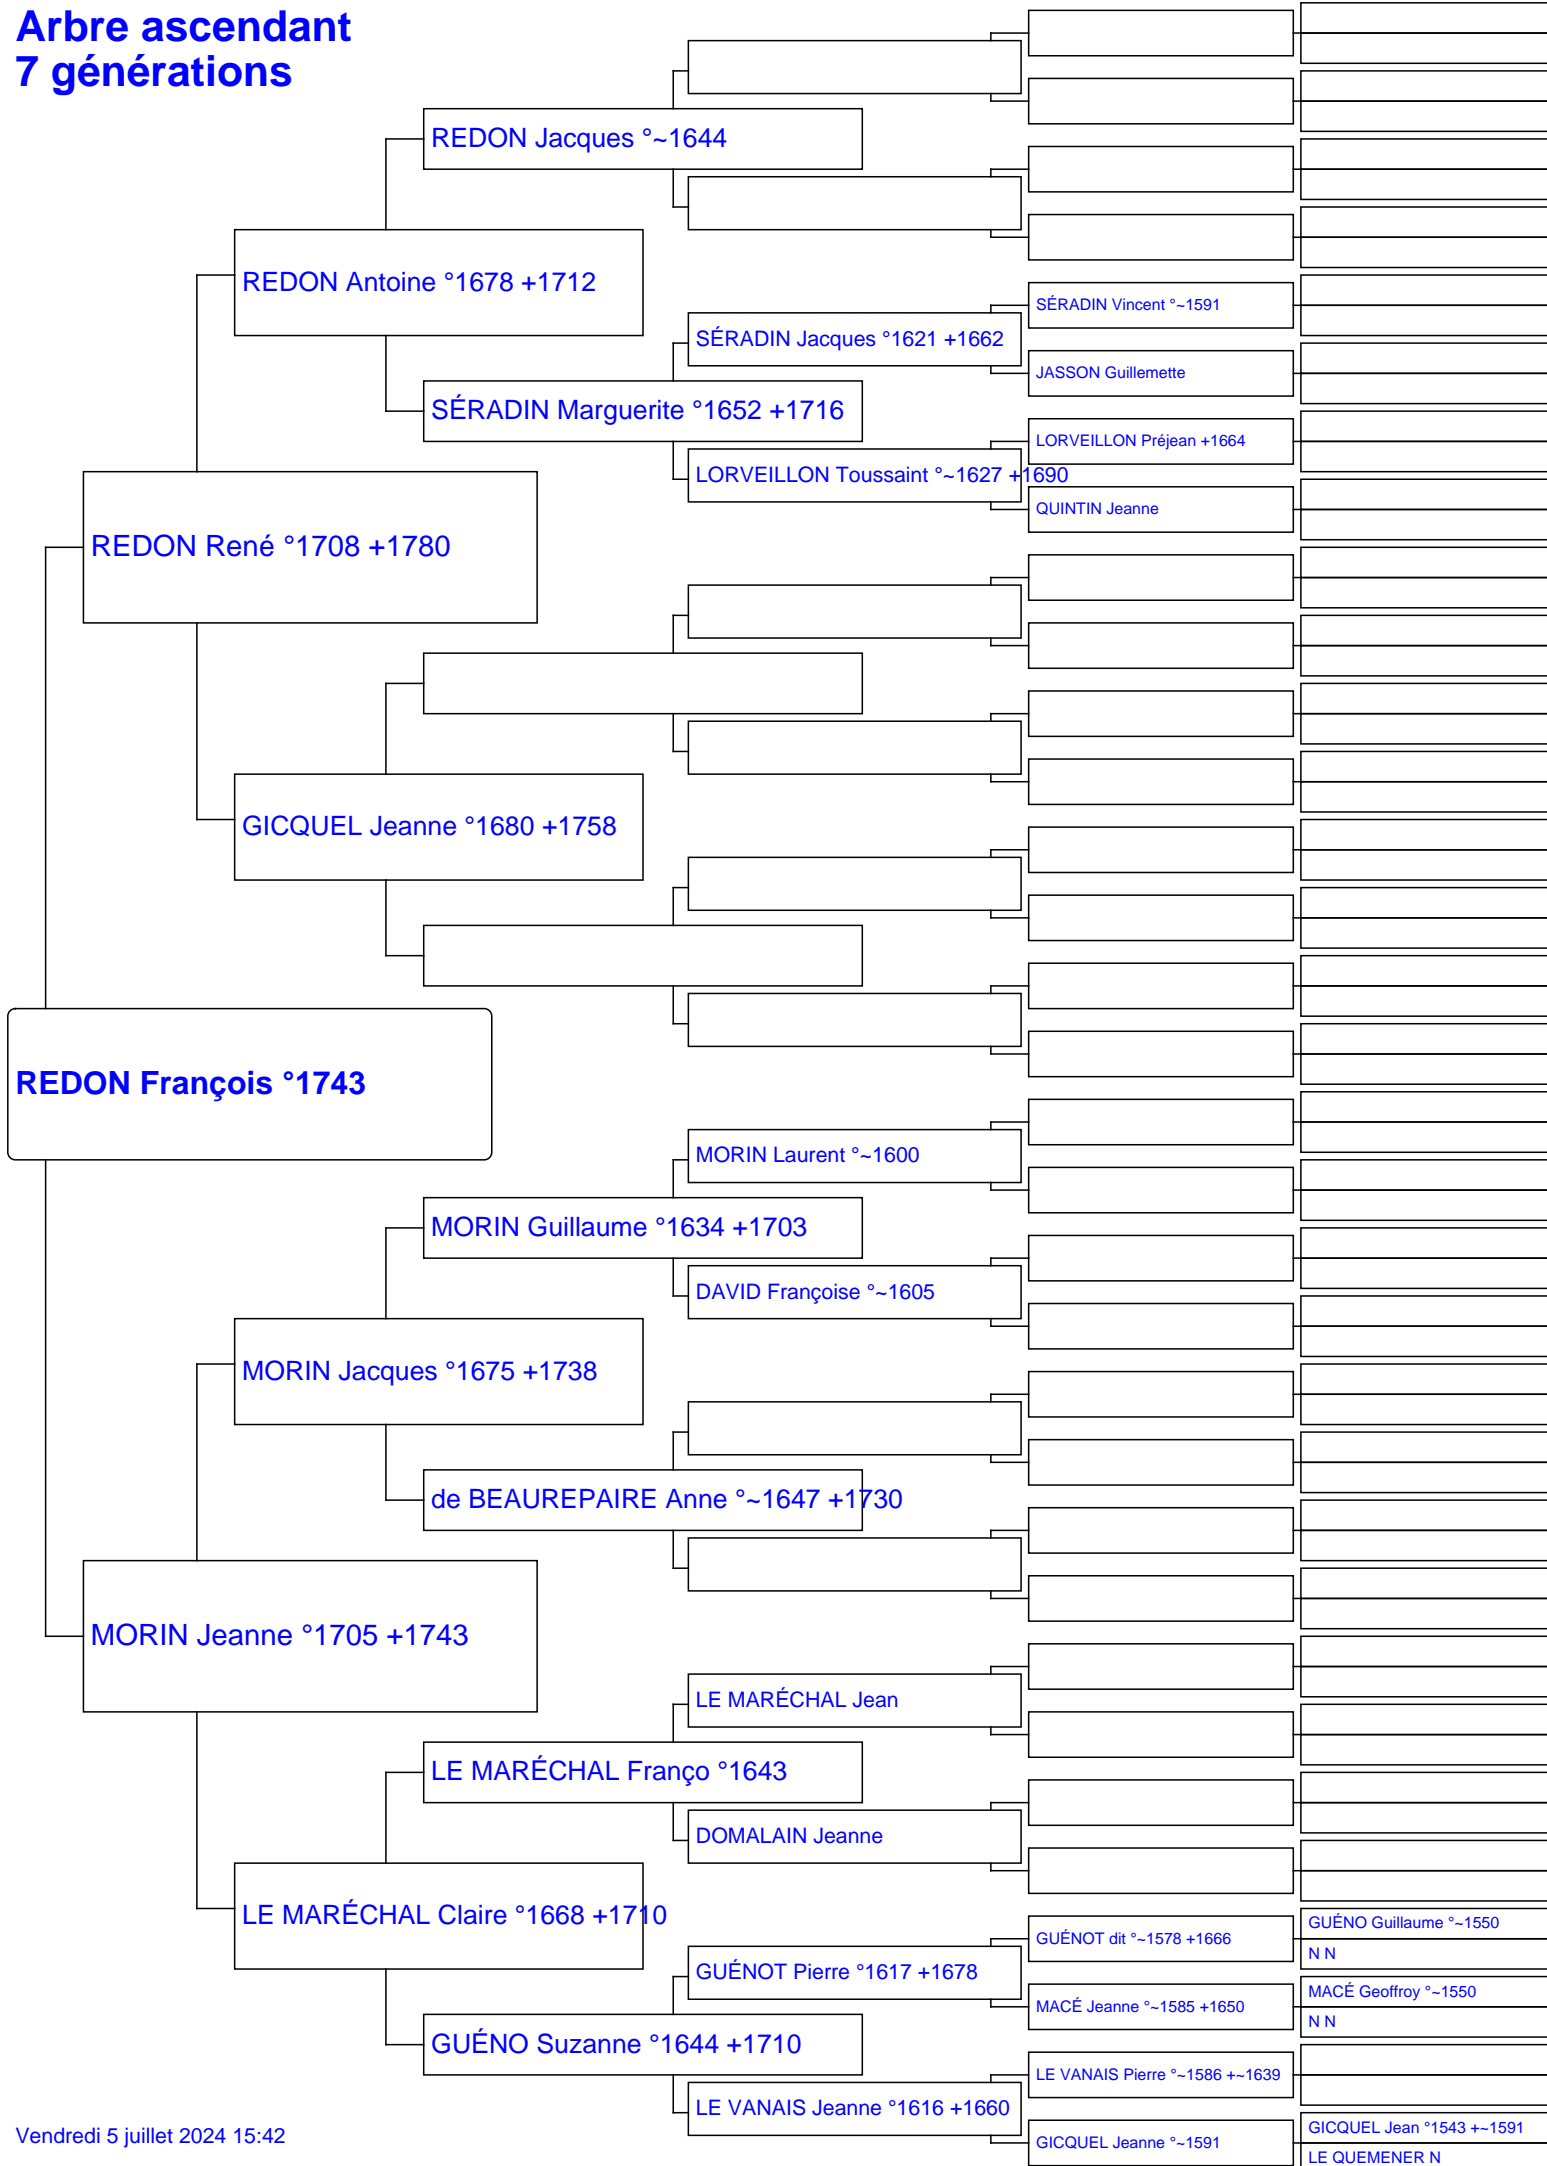 Arbre ascendant
7 générations
REDON Jacques °~1644
REDON Antoine °1678 +1712
SÉRADIN Vincent °~1591
SÉRADIN Jacques °1621 +1662
JASSON Guillemette
SÉRADIN Marguerite °1652 +1716
LORVEILLON Préjean +1664
LORVEILLON Toussaint °~1627 +1690
QUINTIN Jeanne
REDON René °1708 +1780
GICQUEL Jeanne °1680 +1758
REDON François °1743
MORIN Laurent °~1600
MORIN Guillaume °1634 +1703
DAVID Françoise °~1605
MORIN Jacques °1675 +1738
de BEAUREPAIRE Anne °~1647 +1730
MORIN Jeanne °1705 +1743
LE MARÉCHAL Jean
LE MARÉCHAL Franço °1643
DOMALAIN Jeanne
LE MARÉCHAL Claire °1668 +1710
GUÉNO Guillaume °~1550
GUÉNOT dit °~1578 +1666
N N
GUÉNOT Pierre °1617 +1678
MACÉ Geoffroy °~1550
MACÉ Jeanne °~1585 +1650
N N
GUÉNO Suzanne °1644 +1710
LE VANAIS Pierre °~1586 +~1639
LE VANAIS Jeanne °1616 +1660
GICQUEL Jean °1543 +~1591
GICQUEL Jeanne °~1591
LE QUEMENER N
Vendredi 5 juillet 2024 15:42